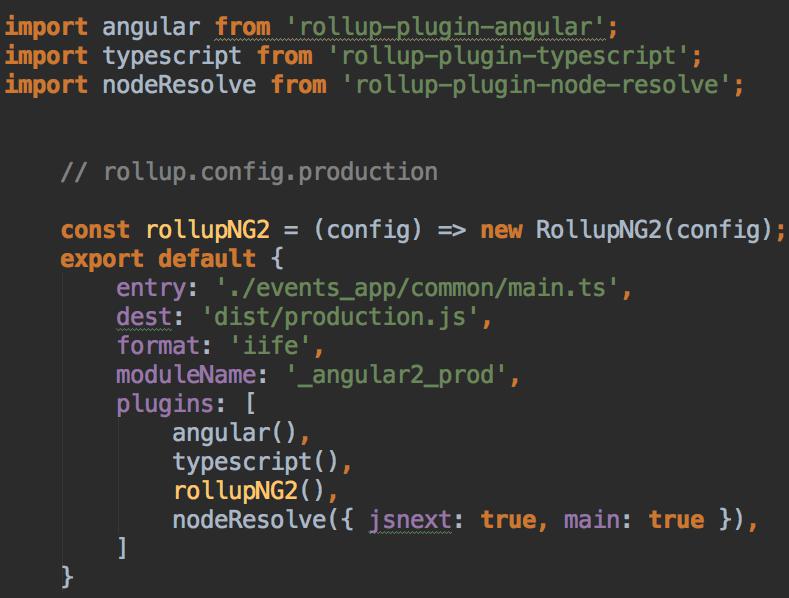 import angular from 'rollup-plugin-angular';
import typescript from 'rollup-plugin-typescript';
import nodeResolve from 'rollup-plugin-node-resolve';
// rollup.config.production
const rollupNG2 = (config) => new RollupNG2(config);
export default {
entry: './events_app/common/main.ts',
dest: 'dist/production.js',
format: 'iife',
moduleName: '_angular2_prod',
plugins: [
angular(),
typescript(),
rollupNG2(),
nodeResolve({ jsnext: true, main: true }),
]
}